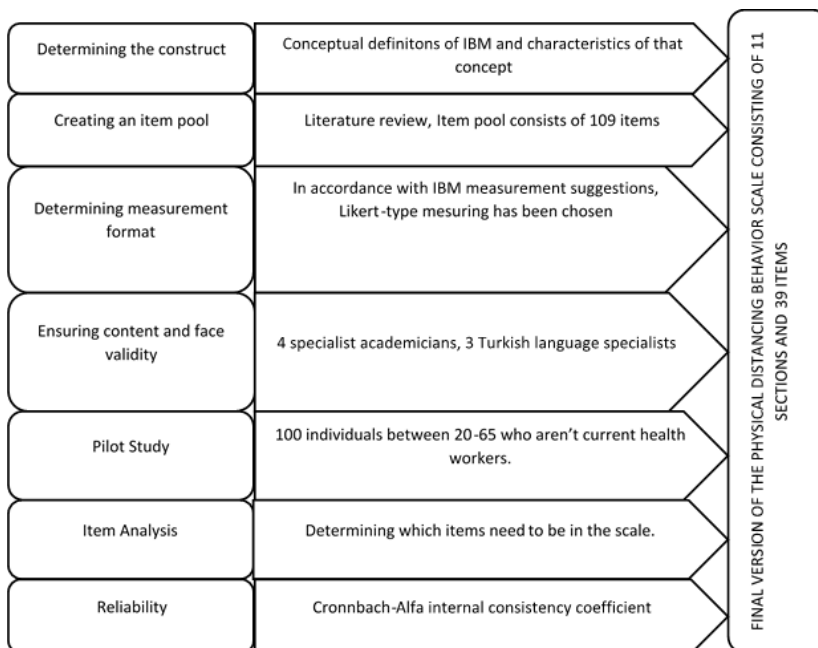 Determining the construct
Conceptual definitons of IBM and characteristics of that
concept
Creating an item pool
Literature review, Item pool consists of 109 items
Determining measurement
format
In accordance with IBM measurement suggestions,
Likert-type mesuring has been chosen
Ensuring content and face
validity
4 specialist academicians, 3 Turkish language specialists
Pilot Study
100 individuals between 20-65 who aren’t current health
workers.
Item Analysis
Determining which items need to be in the scale.
Reliability
Cronnbach-Alfa internal consistency coefficient
FINAL VERSION OF THE PHYSICAL DISTANCING BEHAVIOR SCALE CONSISTING OF 11
SECTIONS AND 39 ITEMS